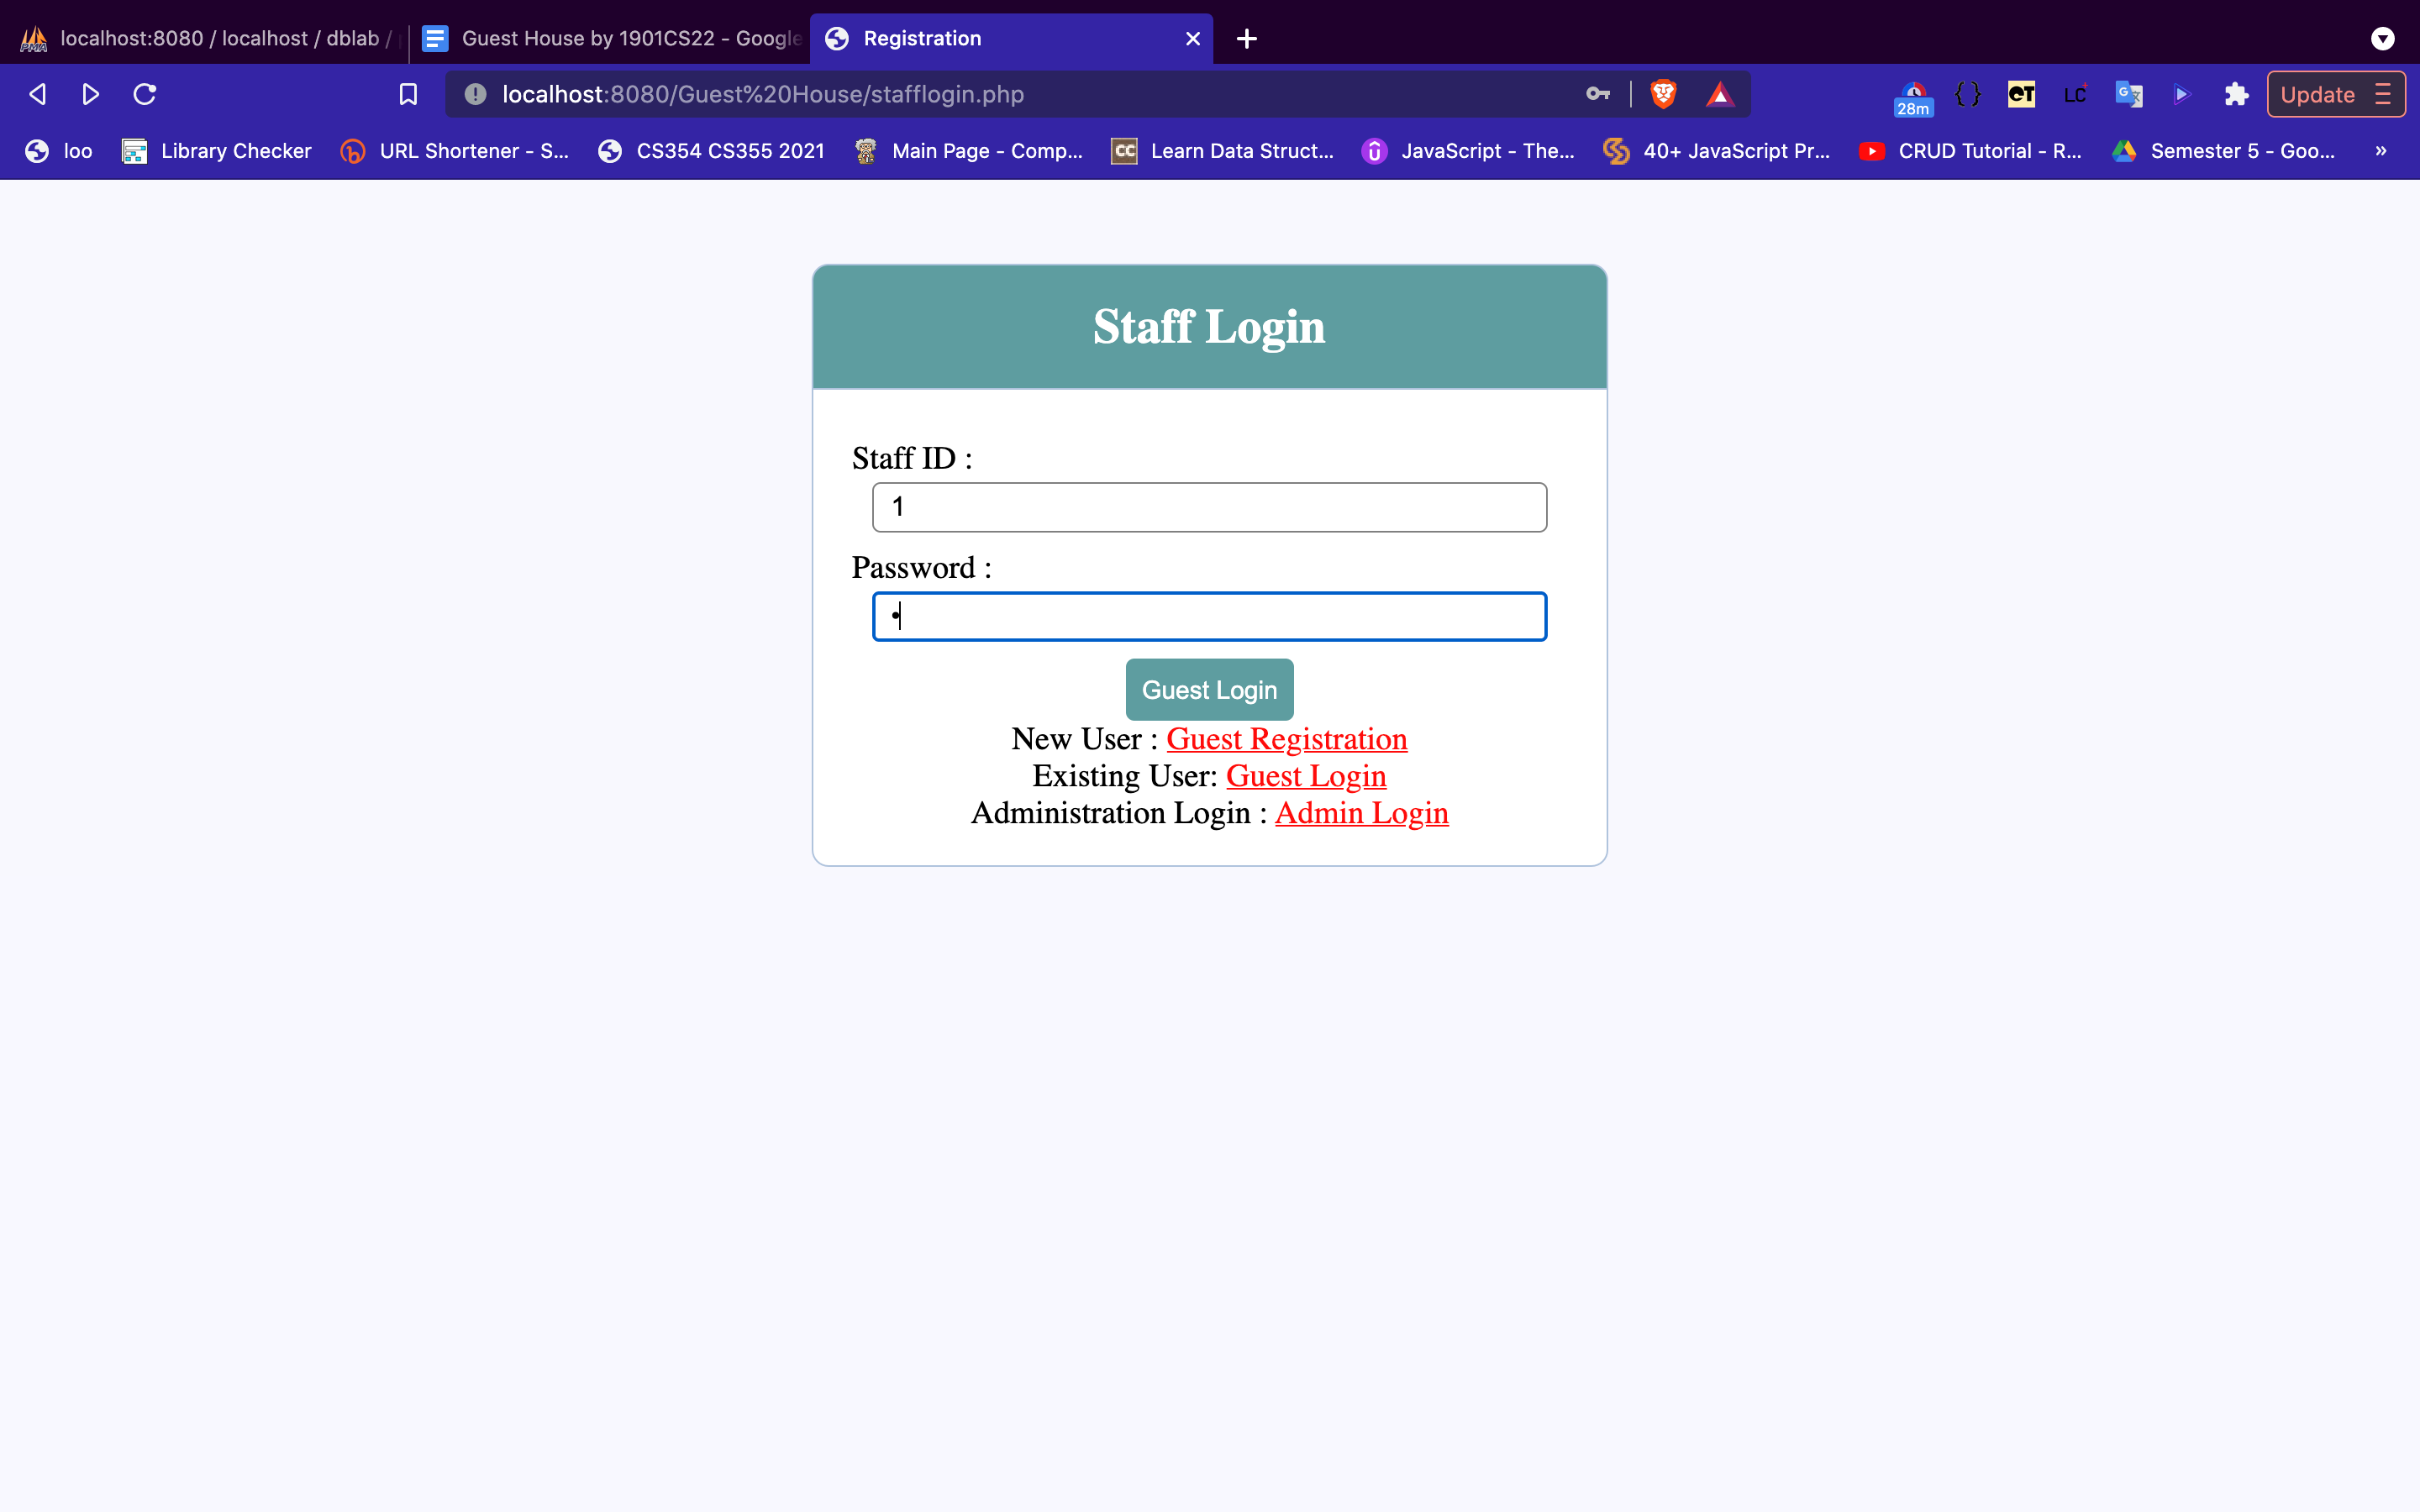 localhost:8080 / localhost / dblab /
Guest House by 1901CS22 - Google
Registration
localhost:8080/Guest%20House/stafflogin.php
28m
{}
LC
Update
loo
Library Checker
URL Shortener - S...
CS354 CS355 2021
Main Page - Comp...
CC
Learn Data Struct...
JavaScript - The...
40+ JavaScript Pr...
CRUD Tutorial - R...
Semester 5 - Goo...
»
Staff Login
Staff ID :
1
Password :
•
Guest Login
New User : Guest Registration
Existing User: Guest Login
Administration Login : Admin Login